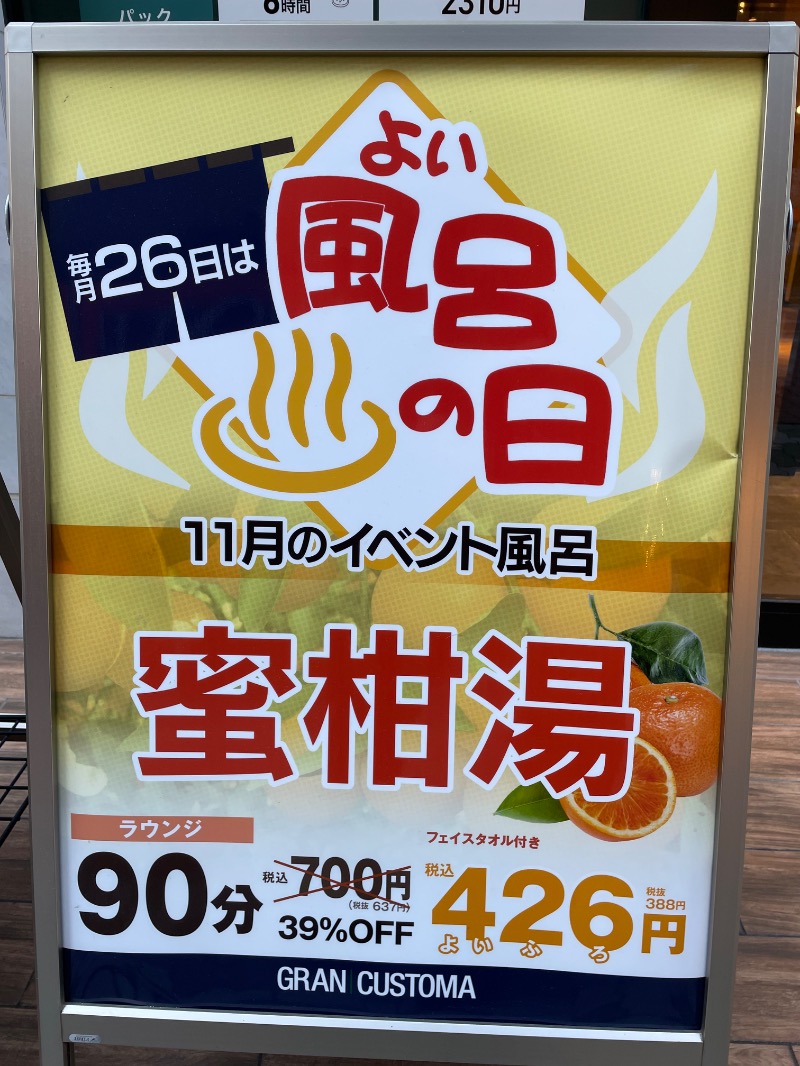 パック
6時間
2310円
よい
風呂
の日
毎月26日は
11月のイベント風呂
蜜柑湯
ラウンジ
90分
税込700円
(税抜 637円)
39%OFF
フェイスタオル付き
税込426円
税抜
388円
よいふろ
GRAN CUSTOMA